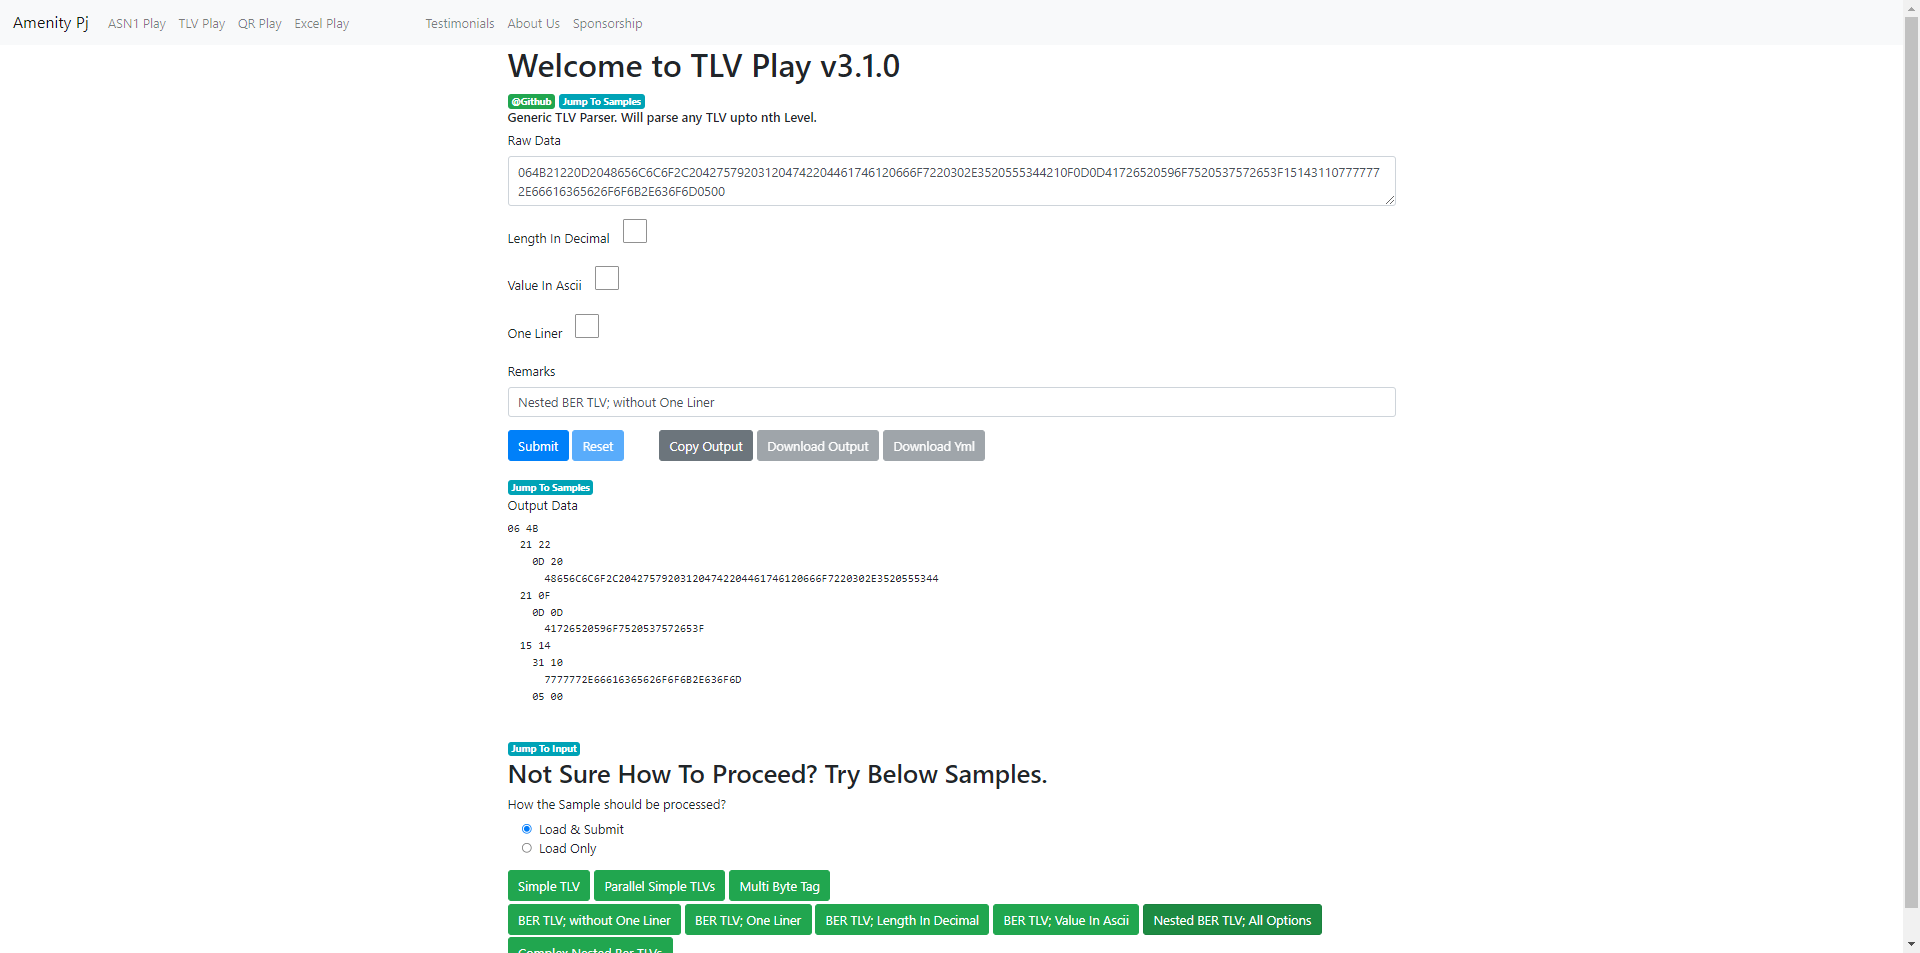 Amenity Pj ASN1 Play TLV Play QR Play Excel Play Testimonials About Us Sponsorship
Welcome to TLV Play v3.1.0
@Github Jump To Samples
Generic TLV Parser. Will parse any TLV upto nth Level.
Raw Data
064B21220D2048656C6C6F2C20427579203120474220446174612066 6F7220302E3520555344210F0D0D41726520596F7520537572653F15143110777777
2E66616365626F6F6B2E636F6D0500
Length In Decimal
Value In Ascii
One Liner
Remarks
Nested BER TLV; without One Liner
Submit Reset Copy Output Download Output Download Yml
Jump To Samples
Output Data
06 4B
21 22
0D 20
48656C6C6F2C204275792031204742204461746120666F7220302E3520555344
21 0F
0D 0D
41726520596F7520537572653F
15 14
31 10
7777772E66616365626F6F6B2E636F6D
05 00
Jump To Input
Not Sure How To Proceed? Try Below Samples.
How the Sample should be processed?
Load & Submit
Load Only
Simple TLV Parallel Simple TLVs Multi Byte Tag
BER TLV; without One Liner BER TLV; One Liner BER TLV; Length In Decimal BER TLV; Value In Ascii Nested BER TLV; All Options
Complex Nested Ber TLVs